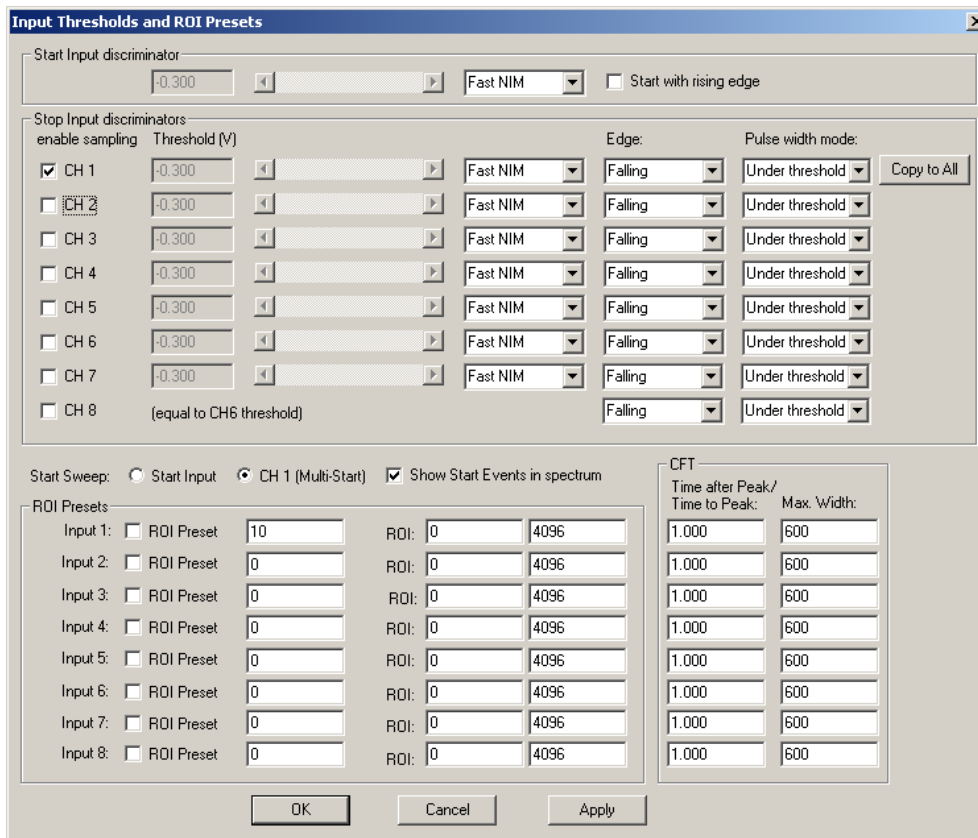 Input Thresholds and ROI Presets
Start Input discriminator
-0.300 Fast NIM Start with rising edge
Stop Input discriminators
enable sampling Threshold (V) Edge: Pulse width mode:
CH 1 -0.300 Fast NIM Falling Under threshold Copy to All
CH 2 -0.300 Fast NIM Falling Under threshold
CH 3 -0.300 Fast NIM Falling Under threshold
CH 4 -0.300 Fast NIM Falling Under threshold
CH 5 -0.300 Fast NIM Falling Under threshold
CH 6 -0.300 Fast NIM Falling Under threshold
CH 7 -0.300 Fast NIM Falling Under threshold
CH 8 (equal to CH6 threshold) Falling Under threshold
Start Sweep: Start Input CH 1 (Multi-Start) Show Start Events in spectrum
CFT
Time after Peak/
Time to Peak: Max. Width:
ROI Presets
Input 1: ROI Preset 10 ROI: 0 4096 1.000 600
Input 2: ROI Preset 0 ROI: 0 4096 1.000 600
Input 3: ROI Preset 0 ROI: 0 4096 1.000 600
Input 4: ROI Preset 0 ROI: 0 4096 1.000 600
Input 5: ROI Preset 0 ROI: 0 4096 1.000 600
Input 6: ROI Preset 0 ROI: 0 4096 1.000 600
Input 7: ROI Preset 0 ROI: 0 4096 1.000 600
Input 8: ROI Preset 0 ROI: 0 4096 1.000 600
OK Cancel Apply